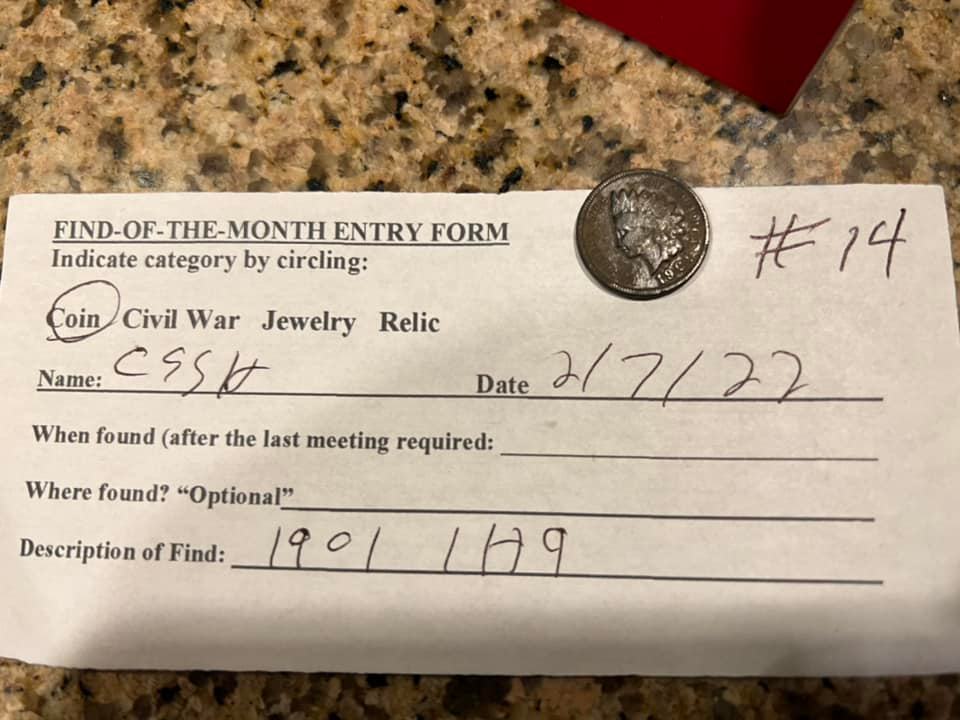 FIND-OF-THE-MONTH ENTRY FORM
# 14
Indicate category by circling:
Coin Civil War Jewelry Relic
Name: CSSH
Date 2/7/22
When found (after the last meeting required:
Where found? “Optional”
Description of Find: 1901 IH9